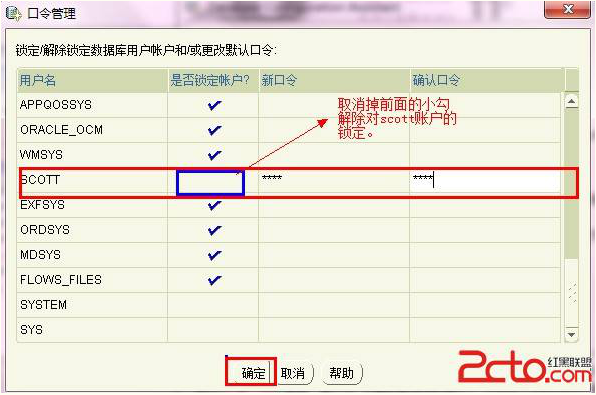 口令管理
锁定/解除锁定数据库用户帐户和/或更改默认口令:
用户名 是否锁定帐户? 新口令 确认口令
APPQOSSYS
ORACLE_OCM
WMSYS
SCOTT **** ****
EXFSYS
ORDSYS
MDSYS
FLOWS_FILES
SYSTEM
SYS
取消掉前面的小勾
解除对scott账户的
锁定。
确定 取消 帮助
2cto.com
红黑联盟